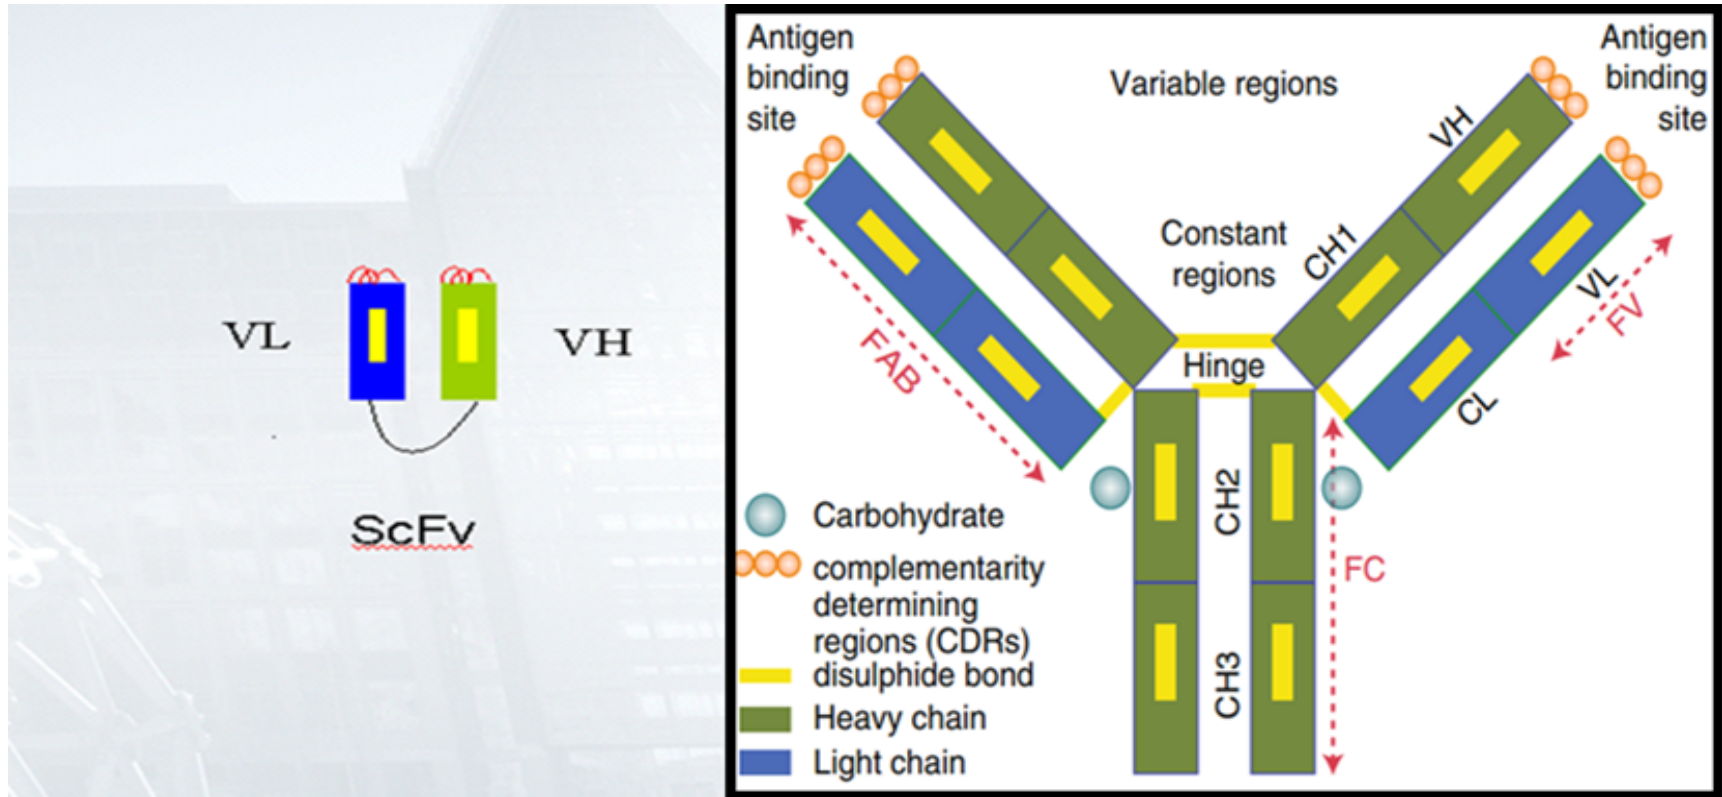 VL
VH
ScFv
Antigen
binding
site
Variable regions
Antigen
binding
site
VH
Constant
regions
CH1
VL
FV
FAB
Hinge
CL
CH2
FC
CH3
Carbohydrate
complementarity
determining
regions (CDRs)
disulphide bond
Heavy chain
Light chain